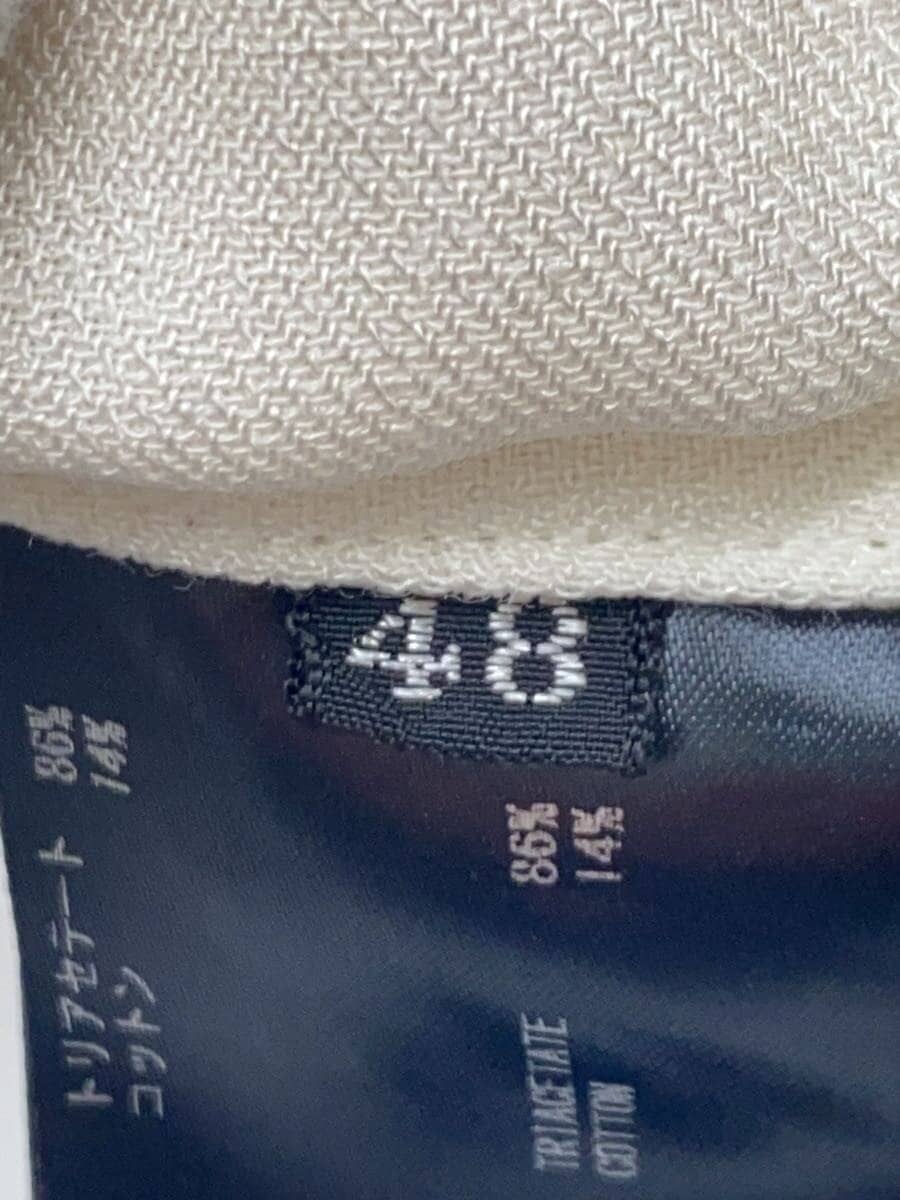 48
トリアセテート 86%
コットン 14%
TRIACETATE 86%
COTTON 14%